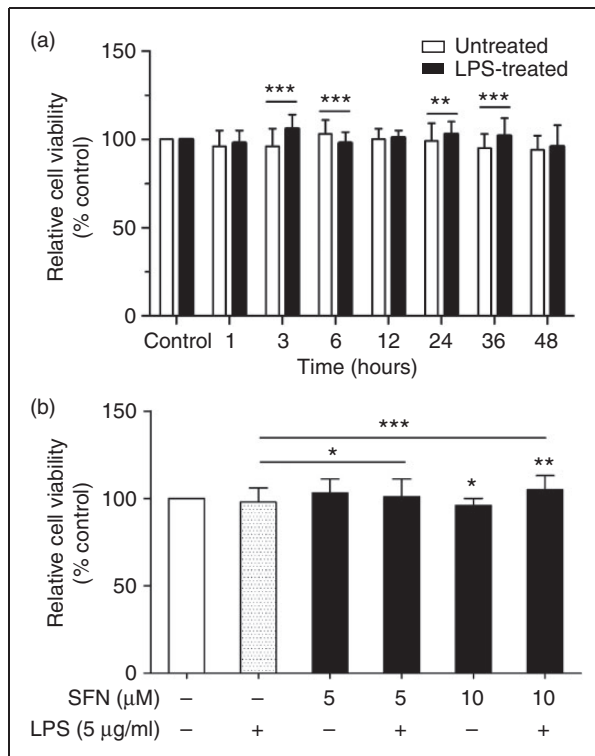 (a)
Untreated
LPS-treated
*** *** ** ***
150
100
50
0
Relative cell viability
(% control)
Control 1 3 6 12 24 36 48
Time (hours)
(b)
150
100
50
0
Relative cell viability
(% control)
***
*
* **
SFN (μM) – – 5 5 10 10
LPS (5 μg/ml) – + – + – +